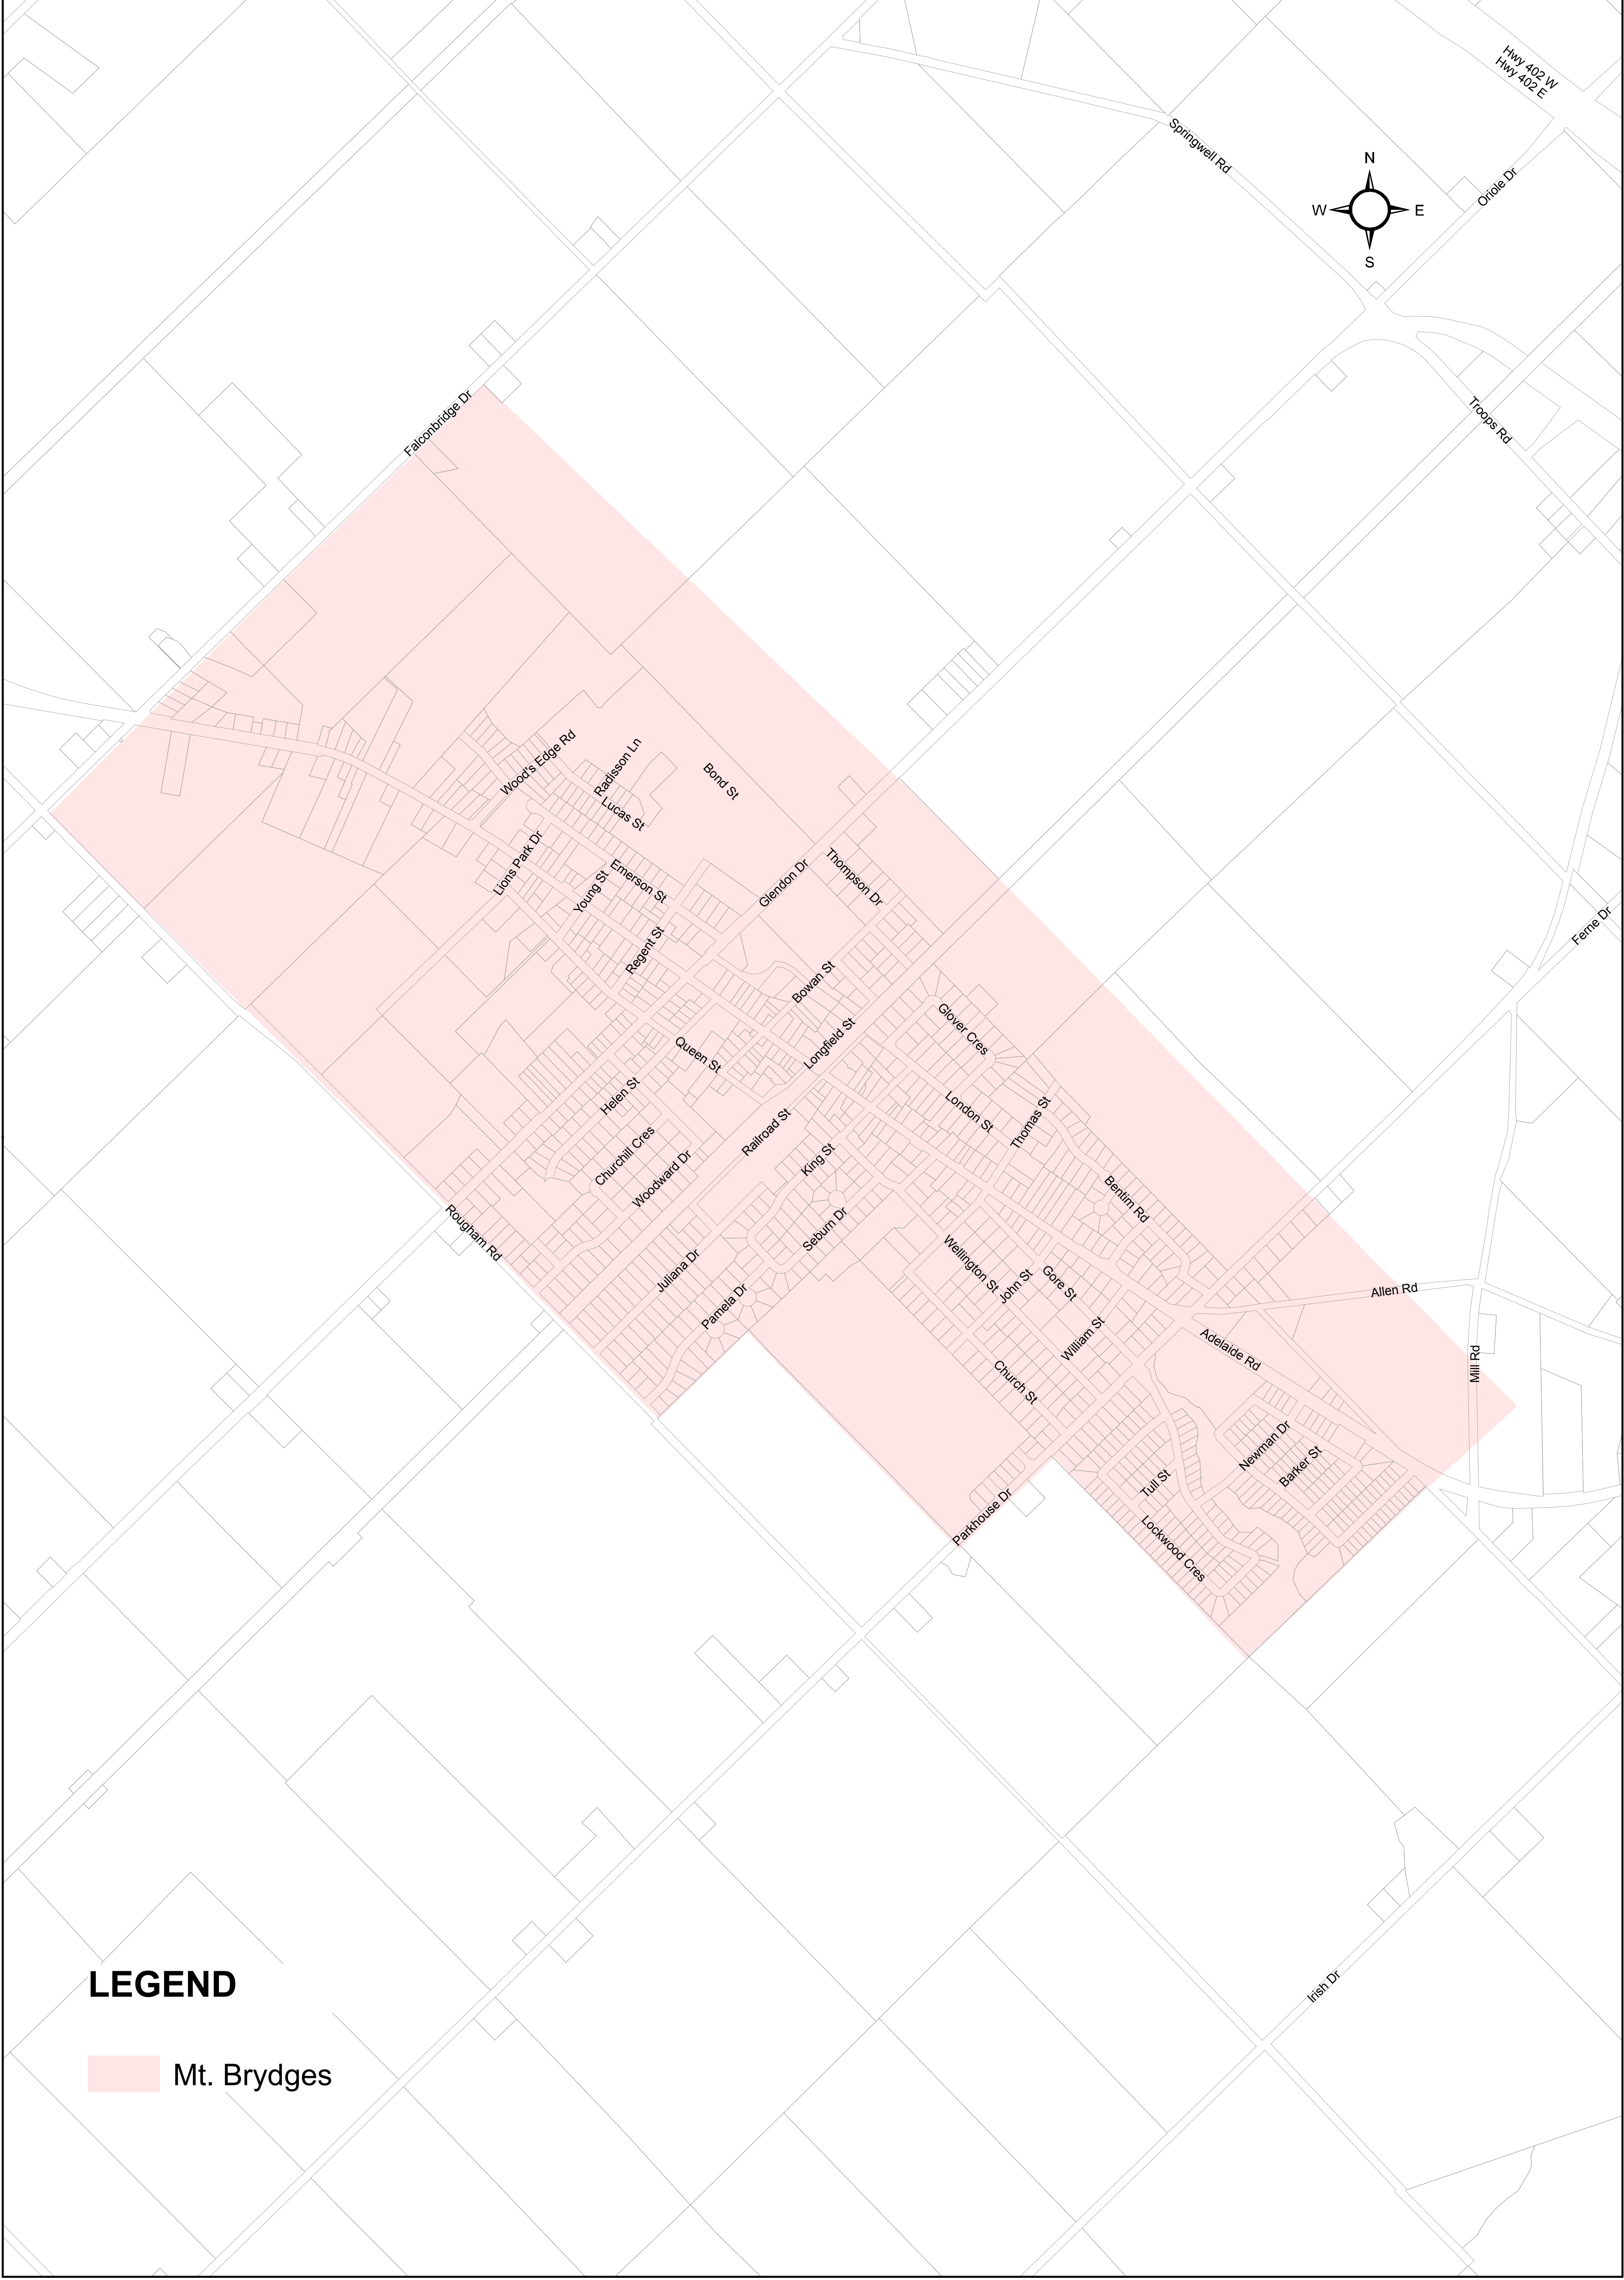 Hwy 402 W
Hwy 402 E
Springwell Rd
N
Oriole Dr
W
E
S
Falconbridge Dr
Troops Rd
Wood's Edge Rd
Radisson Ln
Bond St
Lucas St
Lions Park Dr
Emerson St
Young St
Glendon Dr
Thompson Dr
Ferne Dr
Regent St
Bowan St
Glover Cres
Longfield St
Queen St
Helen St
London St
Thomas St
Railroad St
Churchill Cres
King St
Woodward Dr
Bentim Rd
Rougham Rd
Seburn Dr
Juliana Dr
Wellington St
John St
Gore St
Pamela Dr
Allen Rd
William St
Adelaide Rd
Mill Rd
Church St
Newman Dr
Barker St
Tull St
Parkhouse Dr
Lockwood Cres
Irish Dr
LEGEND
Mt. Brydges